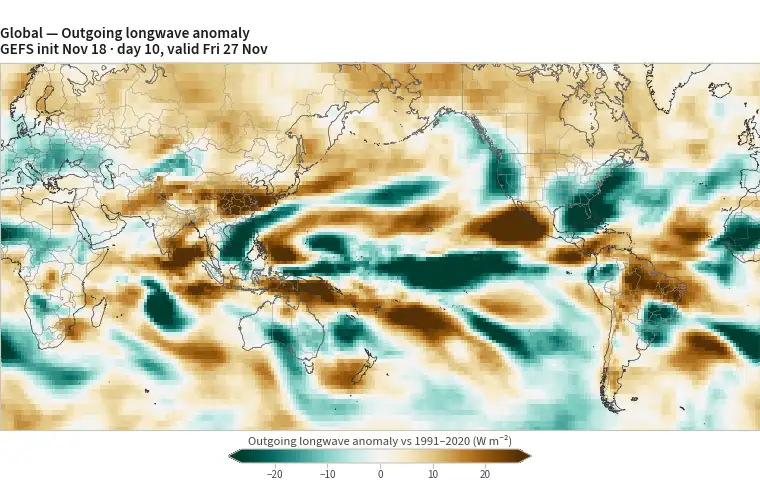 Global — Outgoing longwave anomaly
GEFS init Nov 18 · day 10, valid Fri 27 Nov
Outgoing longwave anomaly vs 1991–2020 (W m⁻²)
−20 −10 0 10 20